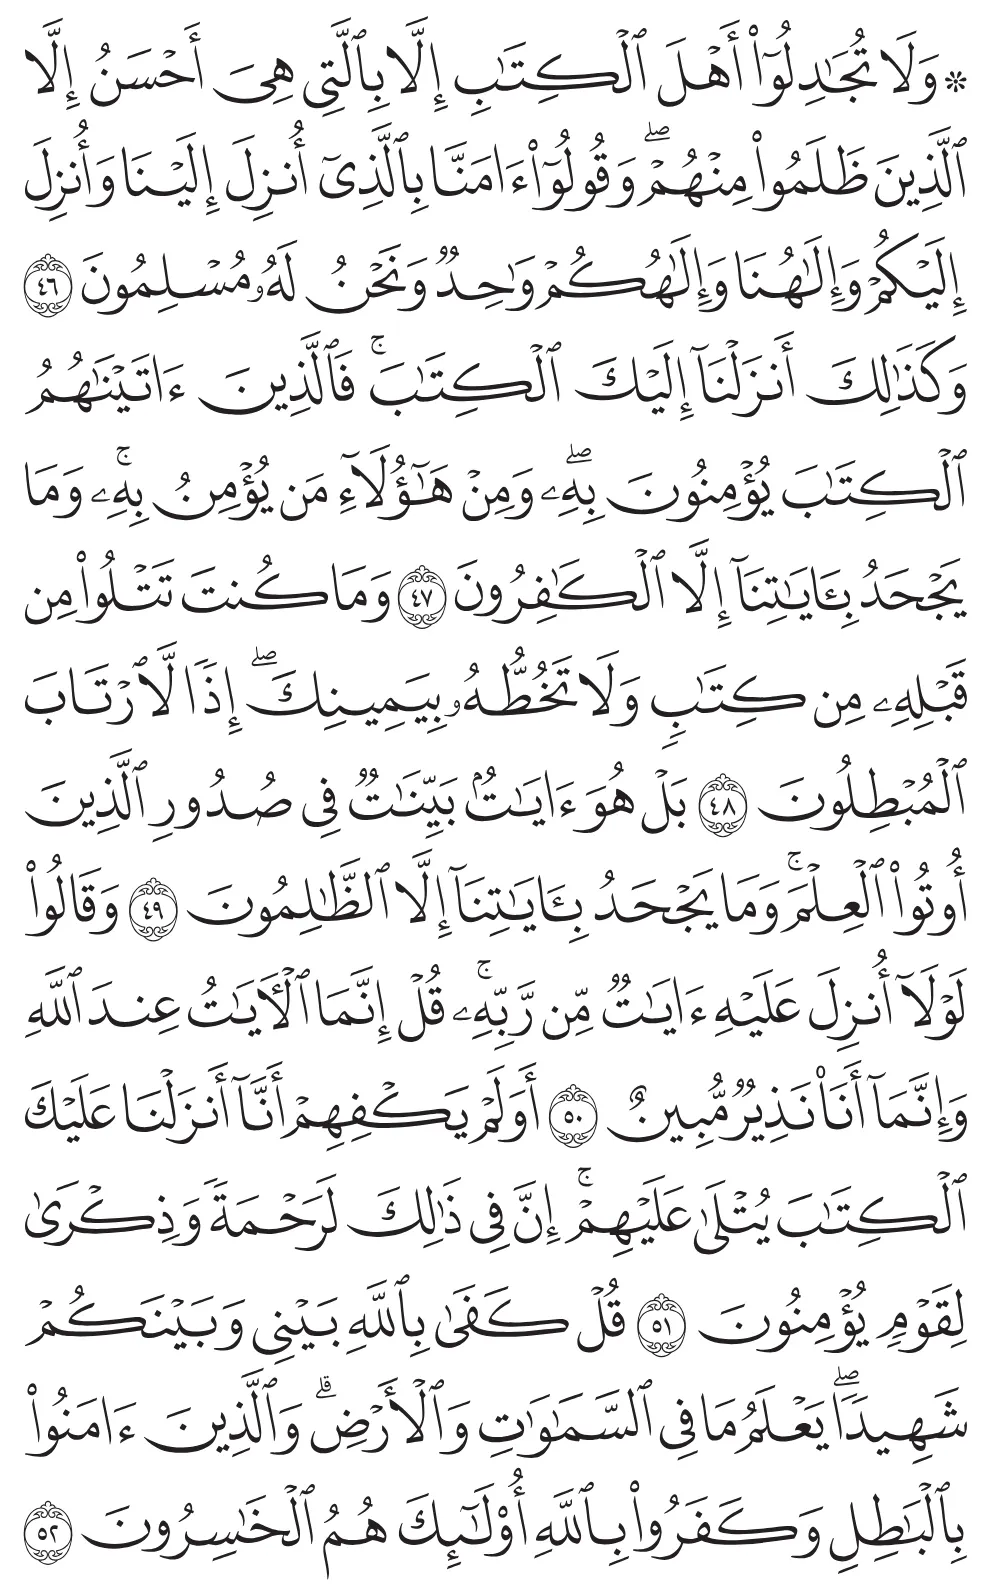 ۞ وَلَا تُجَٰدِلُوٓا۟ أَهْلَ ٱلْكِتَٰبِ إِلَّا بِٱلَّتِى هِىَ أَحْسَنُ إِلَّا
ٱلَّذِينَ ظَلَمُوا۟ مِنْهُمْ ۖ وَقُولُوٓا۟ ءَامَنَّا بِٱلَّذِىٓ أُنزِلَ إِلَيْنَا وَأُنزِلَ
إِلَيْكُمْ وَإِلَٰهُنَا وَإِلَٰهُكُمْ وَٰحِدٌ وَنَحْنُ لَهُۥ مُسْلِمُونَ ٤٦
وَكَذَٰلِكَ أَنزَلْنَآ إِلَيْكَ ٱلْكِتَٰبَ ۚ فَٱلَّذِينَ ءَاتَيْنَٰهُمُ
ٱلْكِتَٰبَ يُؤْمِنُونَ بِهِۦ ۖ وَمِنْ هَٰٓؤُلَآءِ مَن يُؤْمِنُ بِهِۦ ۚ وَمَا
يَجْحَدُ بِـَٔايَٰتِنَآ إِلَّا ٱلْكَٰفِرُونَ ٤٧ وَمَا كُنتَ تَتْلُوا۟ مِن
قَبْلِهِۦ مِن كِتَٰبٍ وَلَا تَخُطُّهُۥ بِيَمِينِكَ ۖ إِذًا لَّٱرْتَابَ
ٱلْمُبْطِلُونَ ٤٨ بَلْ هُوَ ءَايَٰتٌۢ بَيِّنَٰتٌ فِى صُدُورِ ٱلَّذِينَ
أُوتُوا۟ ٱلْعِلْمَ ۚ وَمَا يَجْحَدُ بِـَٔايَٰتِنَآ إِلَّا ٱلظَّٰلِمُونَ ٤٩ وَقَالُوا۟
لَوْلَآ أُنزِلَ عَلَيْهِ ءَايَٰتٌ مِّن رَّبِّهِۦ ۚ قُلْ إِنَّمَا ٱلْـَٔايَٰتُ عِندَ ٱللَّهِ
وَإِنَّمَآ أَنَا۠ نَذِيرٌ مُّبِينٌ ٥٠ أَوَلَمْ يَكْفِهِمْ أَنَّآ أَنزَلْنَا عَلَيْكَ
ٱلْكِتَٰبَ يُتْلَىٰ عَلَيْهِمْ ۚ إِنَّ فِى ذَٰلِكَ لَرَحْمَةً وَذِكْرَىٰ
لِقَوْمٍ يُؤْمِنُونَ ٥١ قُلْ كَفَىٰ بِٱللَّهِ بَيْنِى وَبَيْنَكُمْ
شَهِيدًا ۖ يَعْلَمُ مَا فِى ٱلسَّمَٰوَٰتِ وَٱلْأَرْضِ ۗ وَٱلَّذِينَ ءَامَنُوا۟
بِٱلْبَٰطِلِ وَكَفَرُوا۟ بِٱللَّهِ أُو۟لَٰٓئِكَ هُمُ ٱلْخَٰسِرُونَ ٥٢